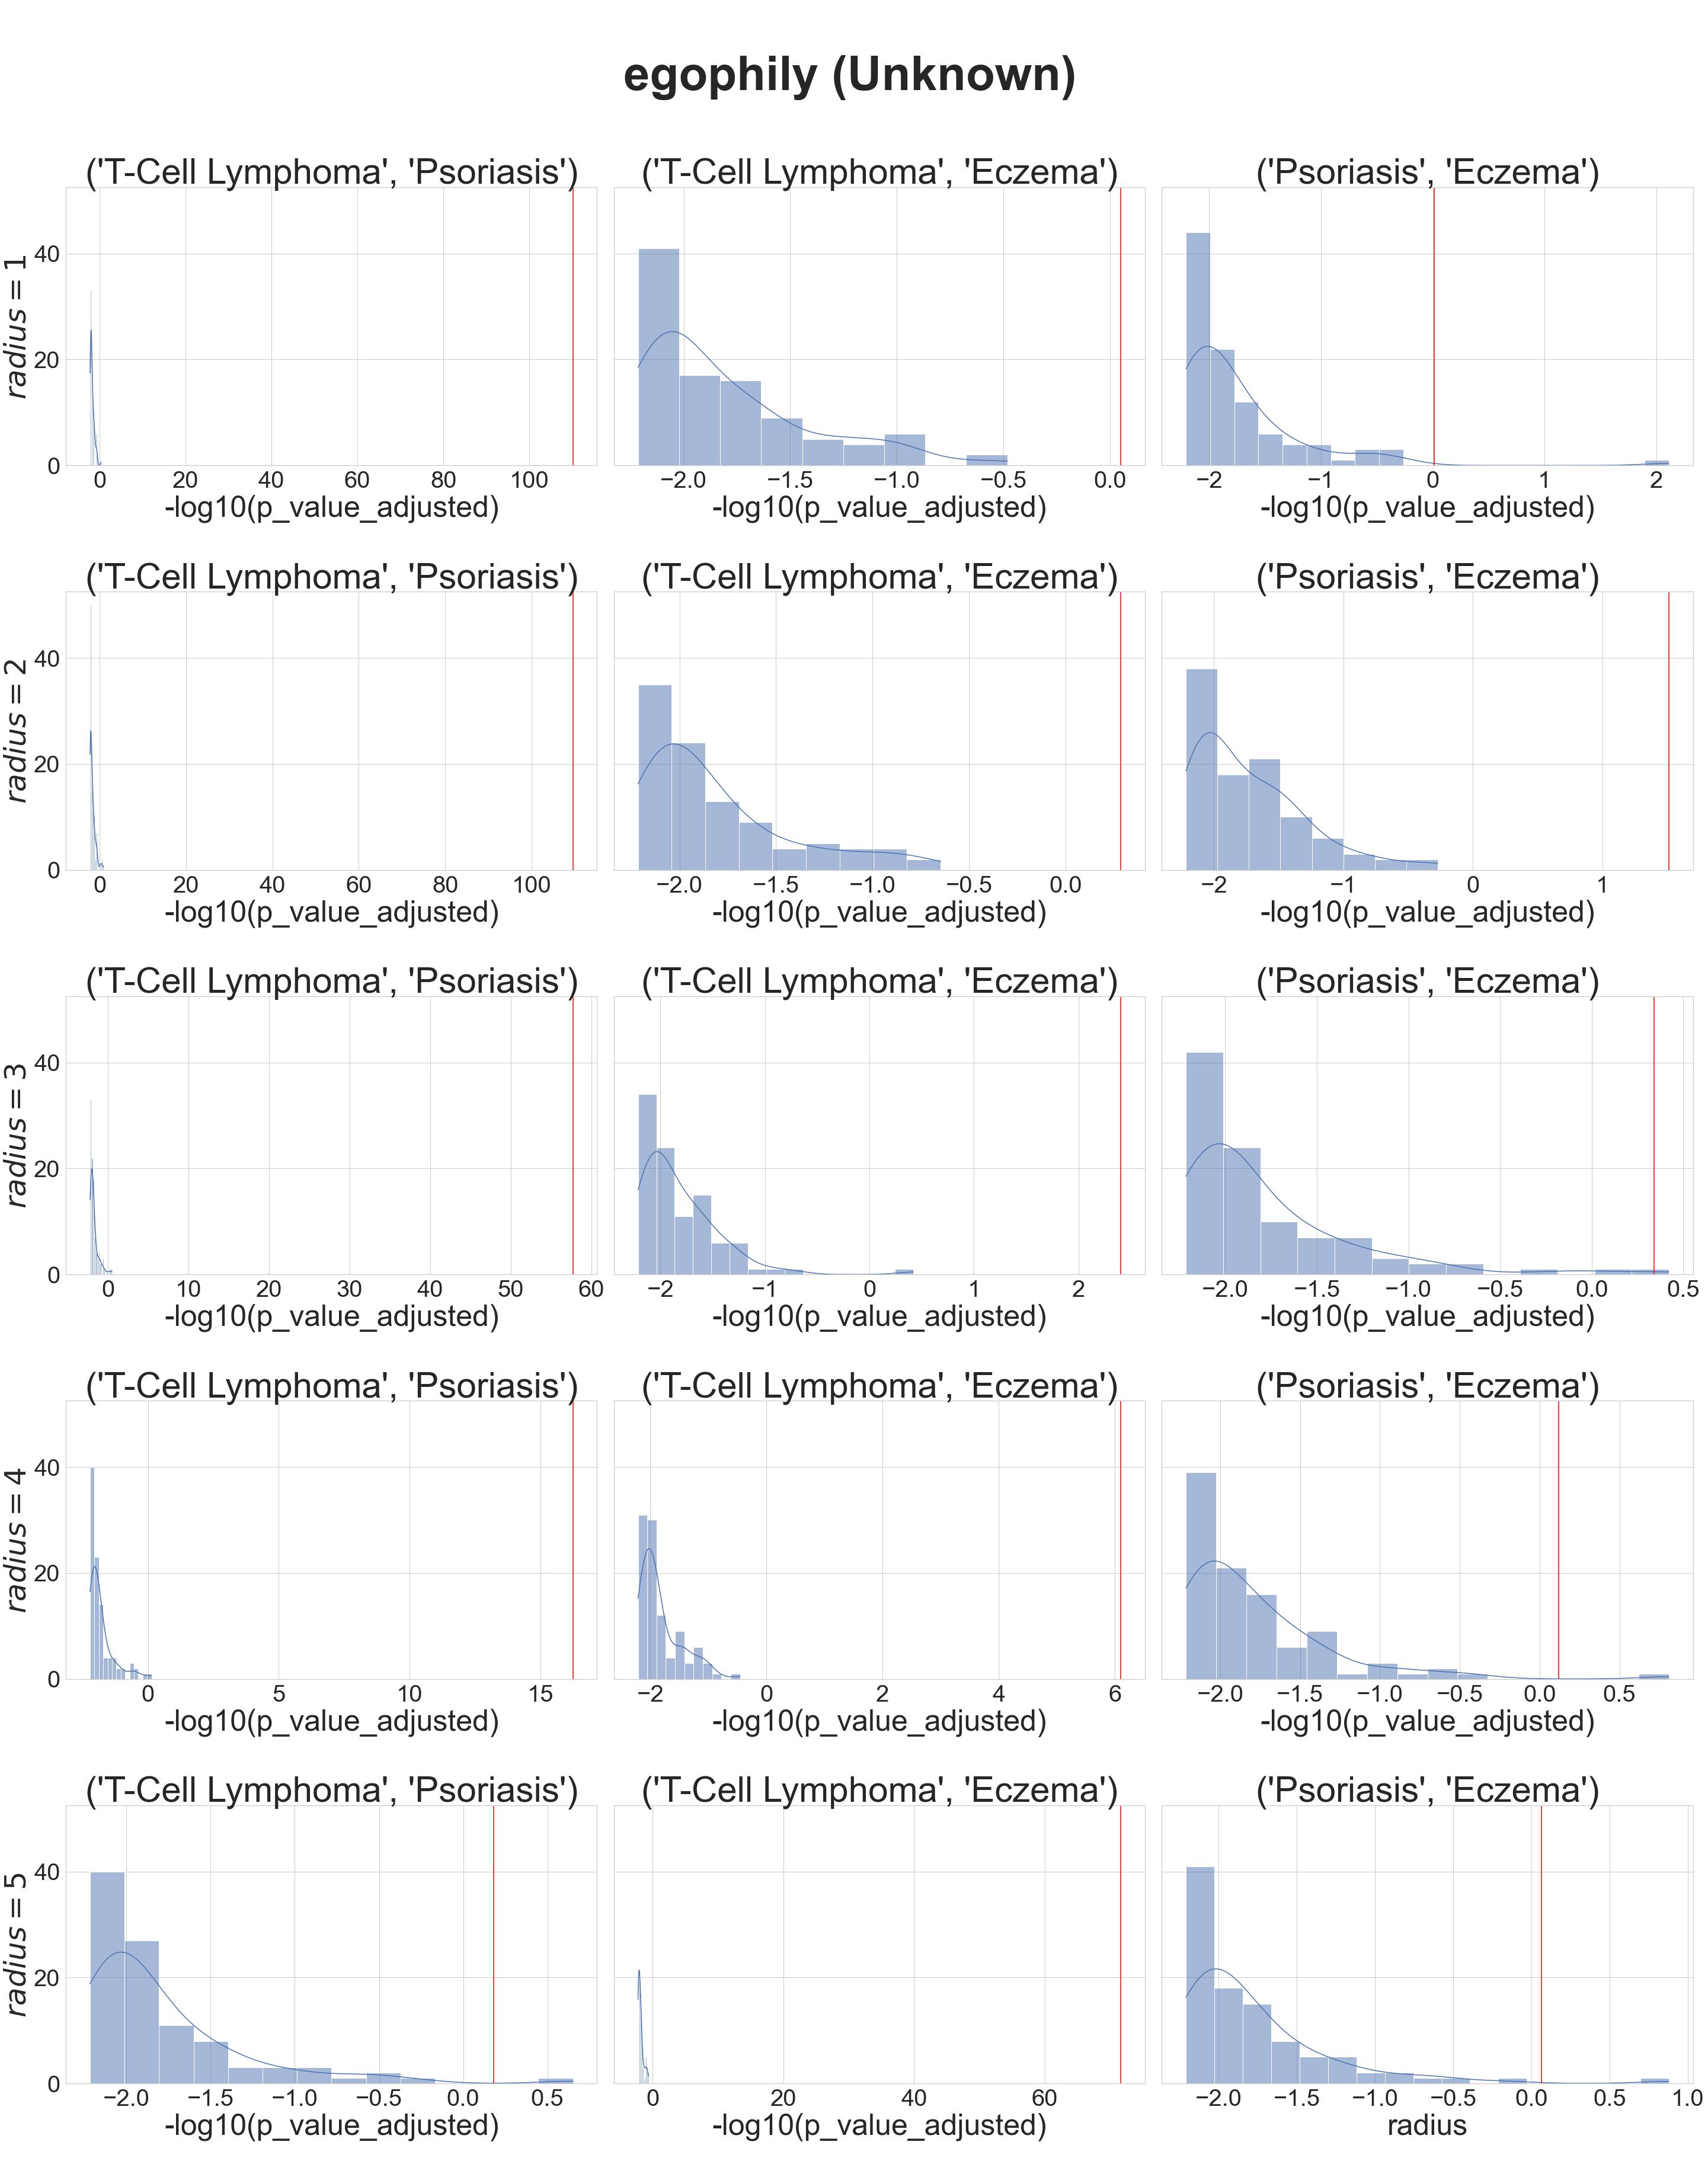 egophily (Unknown)
('T-Cell Lymphoma', 'Psoriasis') ('T-Cell Lymphoma', 'Eczema') ('Psoriasis', 'Eczema')
radius = 1
40
20
0
0 20 40 60 80 100 −2.0 −1.5 −1.0 −0.5 0.0 −2 −1 0 1 2
-log10(p_value_adjusted) -log10(p_value_adjusted) -log10(p_value_adjusted)
('T-Cell Lymphoma', 'Psoriasis') ('T-Cell Lymphoma', 'Eczema') ('Psoriasis', 'Eczema')
radius = 2
40
20
0
0 20 40 60 80 100 −2.0 −1.5 −1.0 −0.5 0.0 −2 −1 0 1
-log10(p_value_adjusted) -log10(p_value_adjusted) -log10(p_value_adjusted)
('T-Cell Lymphoma', 'Psoriasis') ('T-Cell Lymphoma', 'Eczema') ('Psoriasis', 'Eczema')
radius = 3
40
20
0
0 10 20 30 40 50 60 −2 −1 0 1 2 −2.0 −1.5 −1.0 −0.5 0.0 0.5
-log10(p_value_adjusted) -log10(p_value_adjusted) -log10(p_value_adjusted)
('T-Cell Lymphoma', 'Psoriasis') ('T-Cell Lymphoma', 'Eczema') ('Psoriasis', 'Eczema')
radius = 4
40
20
0
0 5 10 15 −2 0 2 4 6 −2.0 −1.5 −1.0 −0.5 0.0 0.5
-log10(p_value_adjusted) -log10(p_value_adjusted) -log10(p_value_adjusted)
('T-Cell Lymphoma', 'Psoriasis') ('T-Cell Lymphoma', 'Eczema') ('Psoriasis', 'Eczema')
radius = 5
40
20
0
−2.0 −1.5 −1.0 −0.5 0.0 0.5 0 20 40 60 −2.0 −1.5 −1.0 −0.5 0.0 0.5 1.0
-log10(p_value_adjusted) -log10(p_value_adjusted) radius